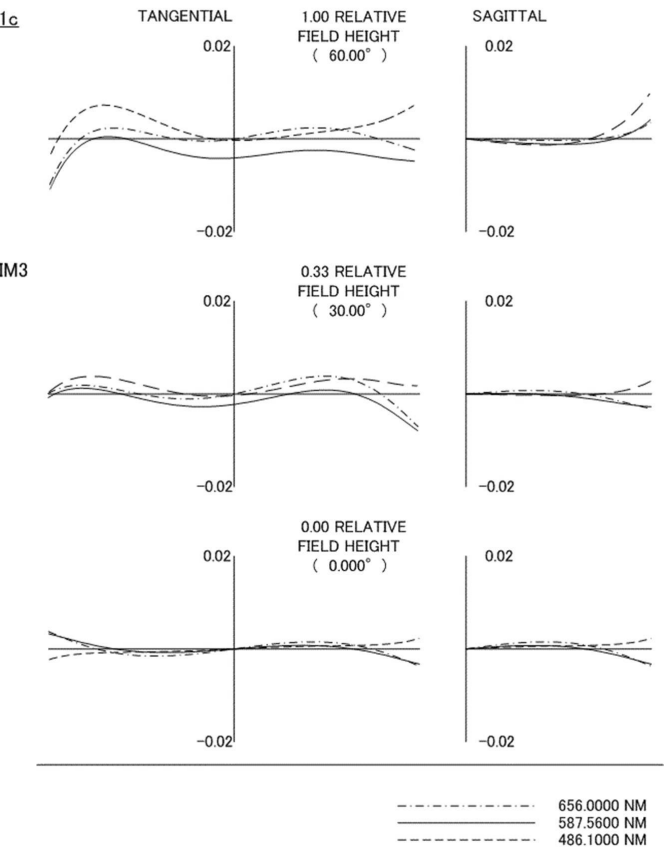 1c
TANGENTIAL 1.00 RELATIVE SAGITTAL
FIELD HEIGHT
( 60.00° )
0.02 0.02
−0.02 −0.02
IM3
0.33 RELATIVE
FIELD HEIGHT
( 30.00° )
0.02 0.02
−0.02 −0.02
0.00 RELATIVE
FIELD HEIGHT
( 0.000° )
0.02 0.02
−0.02 −0.02
656.0000 NM
587.5600 NM
486.1000 NM